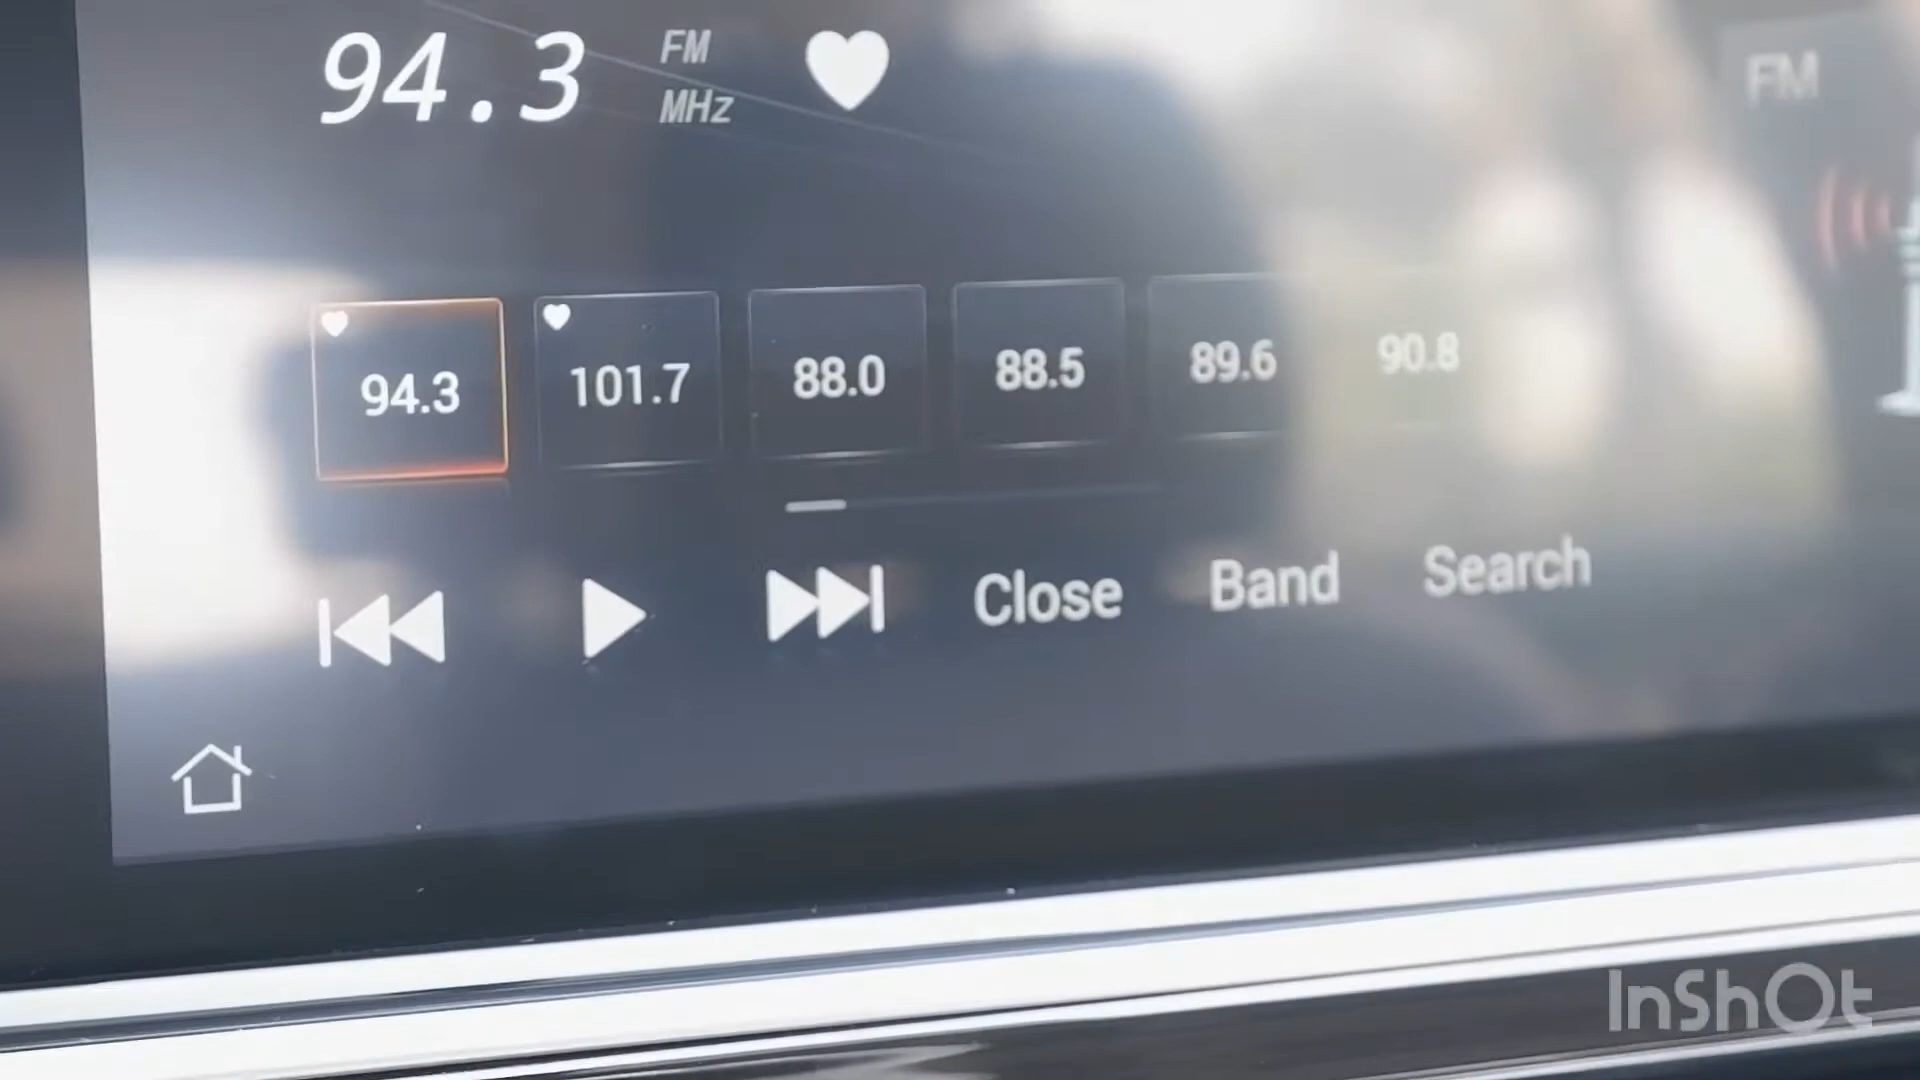 94.3 FM MHz
FM
94.3 101.7 88.0 88.5 89.6 90.8
Close Band Search
InShOt